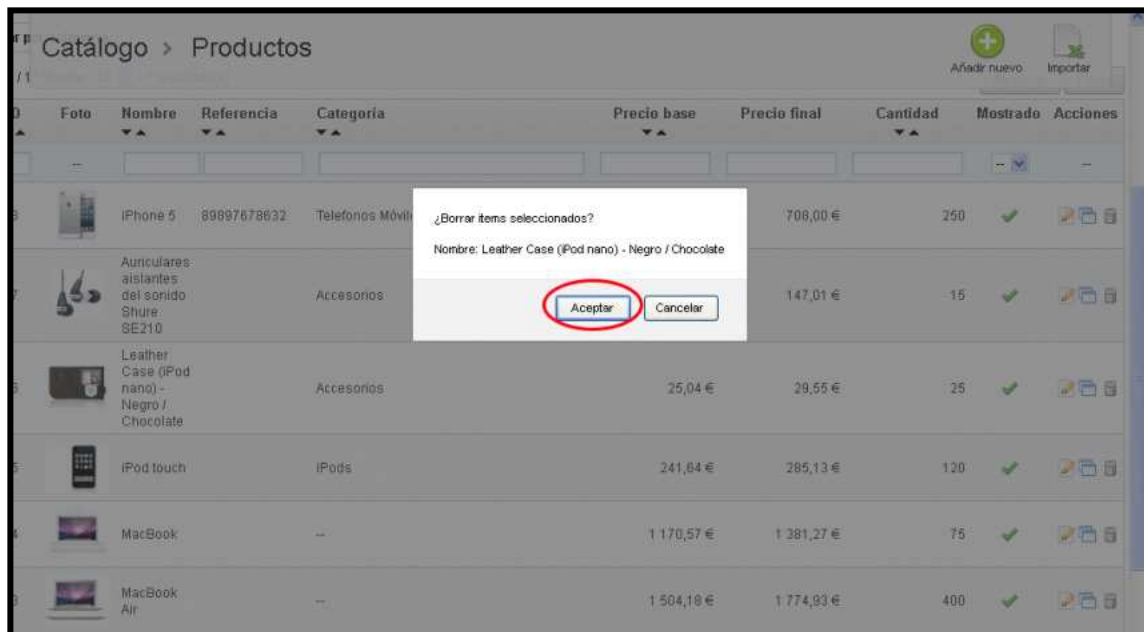 Catálogo > Productos
Añadir nuevo Importar
/ 1
Foto Nombre Referencia Categoría Precio base Precio final Cantidad Mostrado Acciones
-- -- --
iPhone 5 89897678632 Telefonos Móvil 708,00 € 250
¿Borrar items seleccionados?
Nombre: Leather Case (iPod nano) - Negro / Chocolate
Aceptar Cancelar
Auriculares
aislantes
del sonido
Shure
SE210
Accesorios 147,01 € 15
Leather
Case (iPod
nano) -
Negro /
Chocolate
Accesorios 25,04 € 29,55 € 25
iPod touch iPods 241,64 € 285,13 € 120
MacBook -- 1 170,57 € 1 381,27 € 75
MacBook
Air
-- 1 504,18 € 1 774,93 € 400